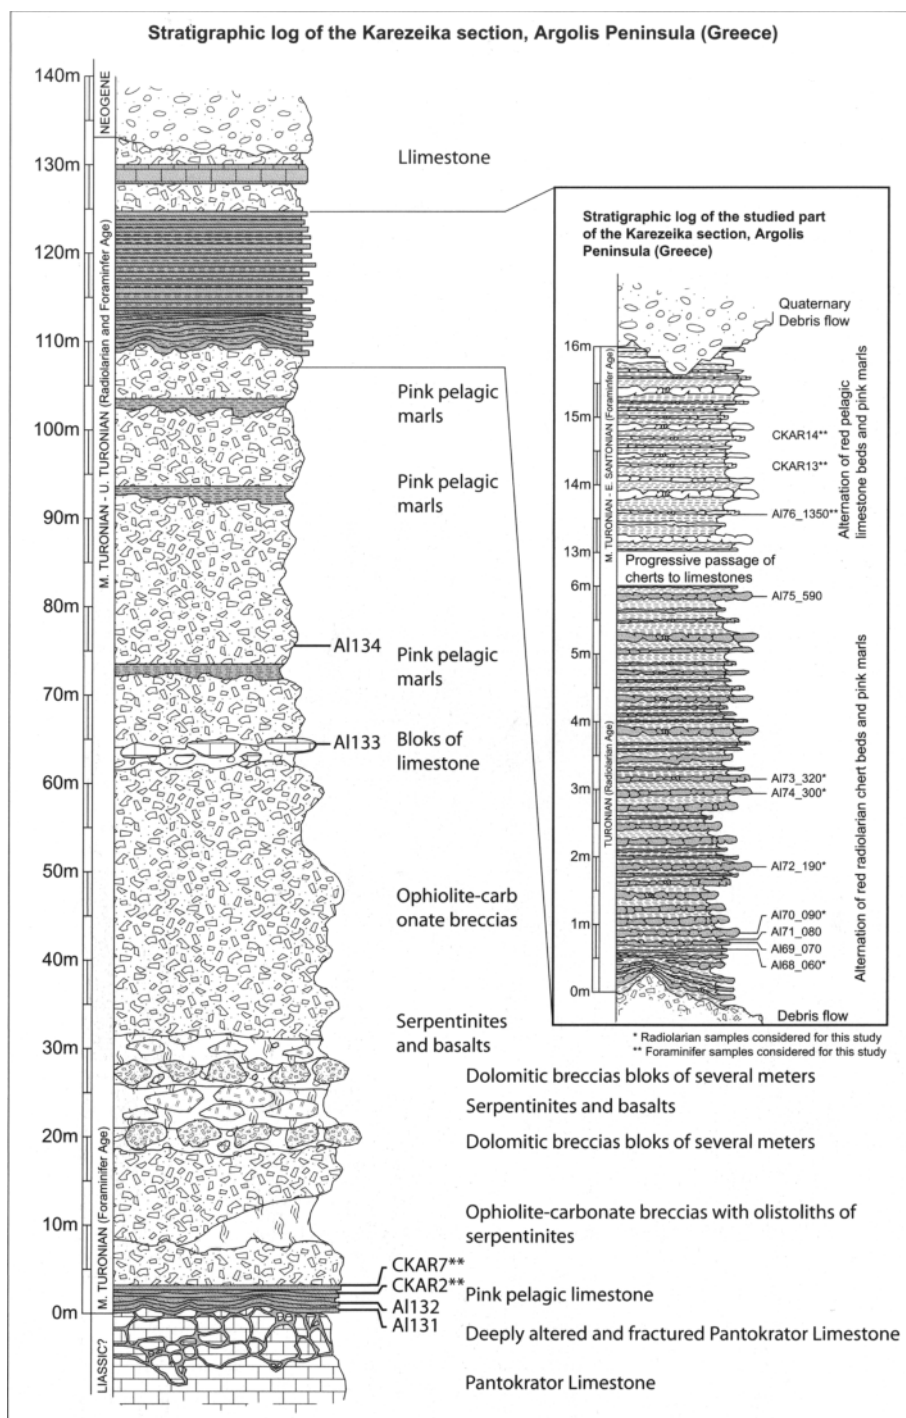 Stratigraphic log of the Karezeika section, Argolis Peninsula (Greece)
140m
130m
120m
110m
100m
90m
80m
70m
60m
50m
40m
30m
20m
10m
0m
NEOGENE
M. TURONIAN - U. TURONIAN (Radiolarian and Foraminfer Age)
M. TURONIAN (Foraminifer Age)
LIASSIC?
Llimestone
Pink pelagic
marls
Pink pelagic
marls
Al134
Pink pelagic
marls
Al133
Bloks of
limestone
Ophiolite-carb
onate breccias
Serpentinites
and basalts
Dolomitic breccias bloks of several meters
Serpentinites and basalts
Dolomitic breccias bloks of several meters
Ophiolite-carbonate breccias with olistoliths of
serpentinites
CKAR7**
CKAR2**
Al132
Al131
Pink pelagic limestone
Deeply altered and fractured Pantokrator Limestone
Pantokrator Limestone
Stratigraphic log of the studied part
of the Karezeika section, Argolis
Peninsula (Greece)
Quaternary
Debris flow
16m
15m
14m
13m
6m
5m
4m
3m
2m
1m
0m
M. TURONIAN - E. SANTONIAN (Foraminfer Age)
TURONIAN (Radiolarian Age)
CKAR14**
CKAR13**
Al76_1350**
Alternation of red pelagic
limestone beds and pink marls
Progressive passage of
cherts to limestones
Al75_590
Al73_320*
Al74_300*
Al72_190*
Al70_090*
Al71_080
Al69_070
Al68_060*
Alternation of red radiolarian chert beds and pink marls
Debris flow
* Radiolarian samples considered for this study
** Foraminifer samples considered for this study